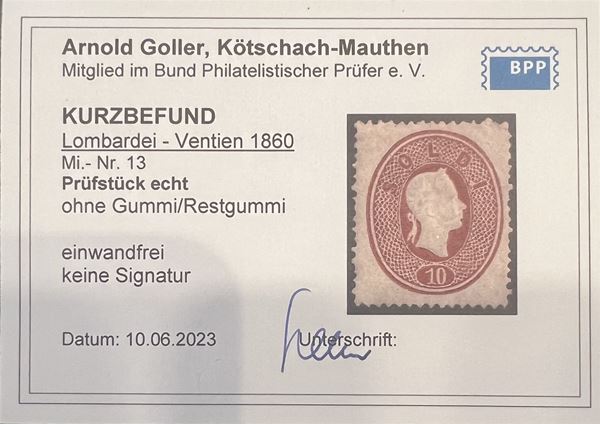 Arnold Goller, Kötschach-Mauthen
Mitglied im Bund Philatelistischer Prüfer e. V.
BPP
KURZBEFUND
Lombardei - Ventien 1860
Mi.- Nr. 13
Prüfstück echt
ohne Gummi/Restgummi
SOLDI
10
einwandfrei
keine Signatur
Datum: 10.06.2023
Unterschrift: